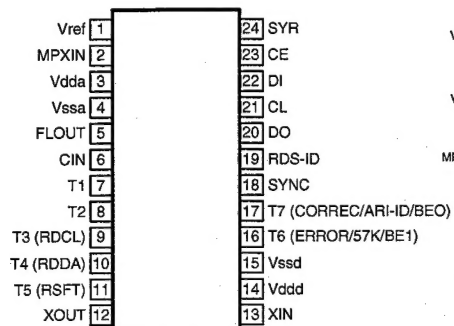 Vref 1
MPXIN 2
Vdda 3
Vssa 4
FLOUT 5
CIN 6
T1 7
T2 8
T3 (RDCL) 9
T4 (RDDA) 10
T5 (RSFT) 11
XOUT 12
24 SYR
23 CE
22 DI
21 CL
20 DO
19 RDS-ID
18 SYNC
17 T7 (CORREC/ARI-ID/BEO)
16 T6 (ERROR/57K/BE1)
15 Vssd
14 Vddd
13 XIN